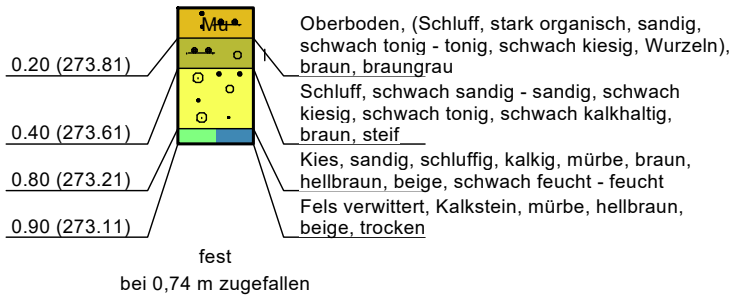 Mu
Oberboden, (Schluff, stark organisch, sandig,
schwach tonig - tonig, schwach kiesig, Wurzeln),
braun, braungrau
0.20 (273.81)
Schluff, schwach sandig - sandig, schwach
kiesig, schwach tonig, schwach kalkhaltig,
braun, steif
0.40 (273.61)
Kies, sandig, schluffig, kalkig, mürbe, braun,
hellbraun, beige, schwach feucht - feucht
0.80 (273.21)
Fels verwittert, Kalkstein, mürbe, hellbraun,
beige, trocken
0.90 (273.11)
fest
bei 0,74 m zugefallen